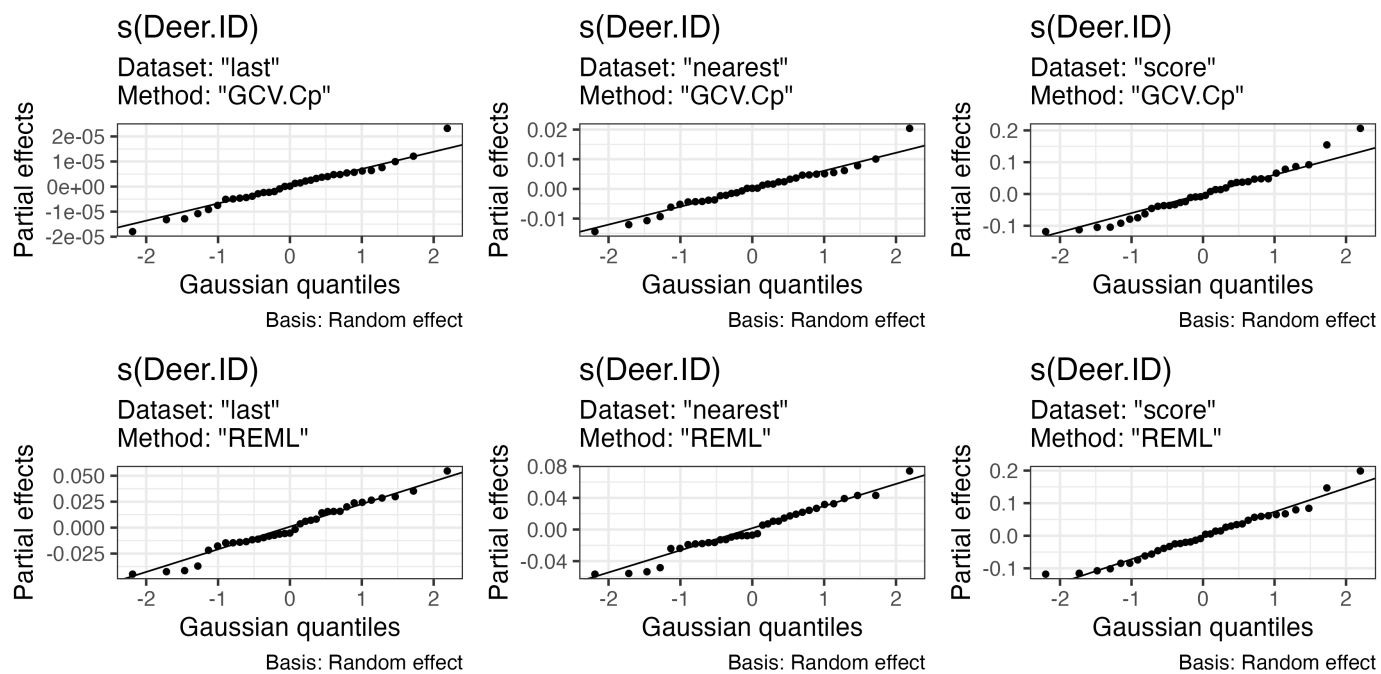 s(Deer.ID)
Dataset: "last"
Method: "GCV.Cp"
Partial effects
2e-05
1e-05
0e+00
-1e-05
-2e-05
-2
-1
0
1
2
Gaussian quantiles
Basis: Random effect
s(Deer.ID)
Dataset: "nearest"
Method: "GCV.Cp"
Partial effects
0.02
0.01
0.00
-0.01
-2
-1
0
1
2
Gaussian quantiles
Basis: Random effect
s(Deer.ID)
Dataset: "score"
Method: "GCV.Cp"
Partial effects
0.2
0.1
0.0
-0.1
-2
-1
0
1
2
Gaussian quantiles
Basis: Random effect
s(Deer.ID)
Dataset: "last"
Method: "REML"
Partial effects
0.050
0.025
0.000
-0.025
-2
-1
0
1
2
Gaussian quantiles
Basis: Random effect
s(Deer.ID)
Dataset: "nearest"
Method: "REML"
Partial effects
0.08
0.04
0.00
-0.04
-2
-1
0
1
2
Gaussian quantiles
Basis: Random effect
s(Deer.ID)
Dataset: "score"
Method: "REML"
Partial effects
0.2
0.1
0.0
-0.1
-2
-1
0
1
2
Gaussian quantiles
Basis: Random effect